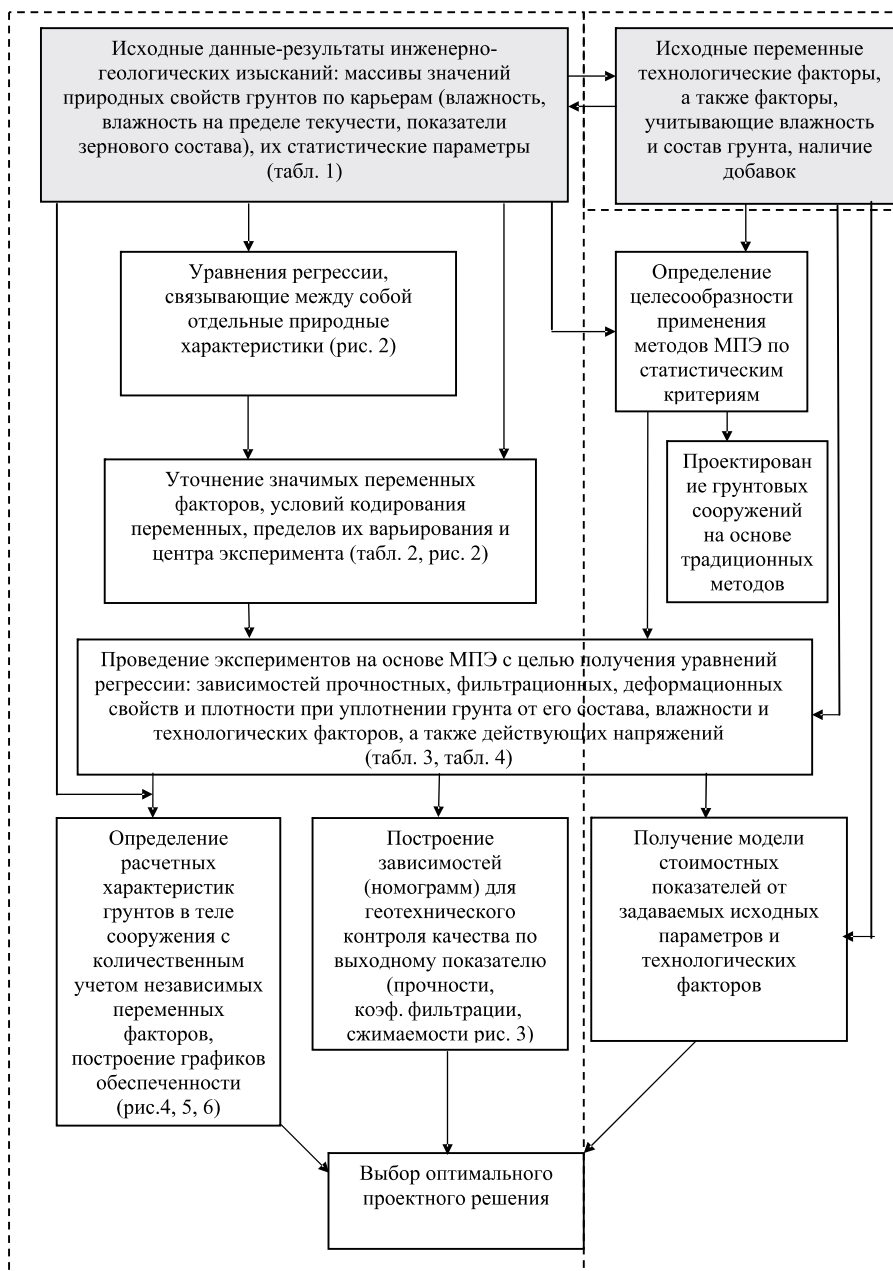 Исходные данные-результаты инженерно-
геологических изысканий: массивы значений
природных свойств грунтов по карьерам (влажность,
влажность на пределе текучести, показатели
зернового состава), их статистические параметры
(табл. 1)
Исходные переменные
технологические факторы,
а также факторы,
учитывающие влажность
и состав грунта, наличие
добавок
Уравнения регрессии,
связывающие между собой
отдельные природные
характеристики (рис. 2)
Определение
целесообразности
применения
методов МПЭ по
статистическим
критериям
Уточнение значимых переменных
факторов, условий кодирования
переменных, пределов их варьирования и
центра эксперимента (табл. 2, рис. 2)
Проектирован
ие грунтовых
сооружений
на основе
традиционных
методов
Проведение экспериментов на основе МПЭ с целью получения уравнений
регрессии: зависимостей прочностных, фильтрационных, деформационных
свойств и плотности при уплотнении грунта от его состава, влажности и
технологических факторов, а также действующих напряжений
(табл. 3, табл. 4)
Определение
расчетных
характеристик
грунтов в теле
сооружения с
количественным
учетом независимых
переменных
факторов,
построение графиков
обеспеченности
(рис.4, 5, 6)
Построение
зависимостей
(номограмм) для
геотехнического
контроля качества по
выходному показателю
(прочности,
коэф. фильтрации,
сжимаемости рис. 3)
Получение модели
стоимостных
показателей от
задаваемых исходных
параметров и
технологических
факторов
Выбор оптимального
проектного решения